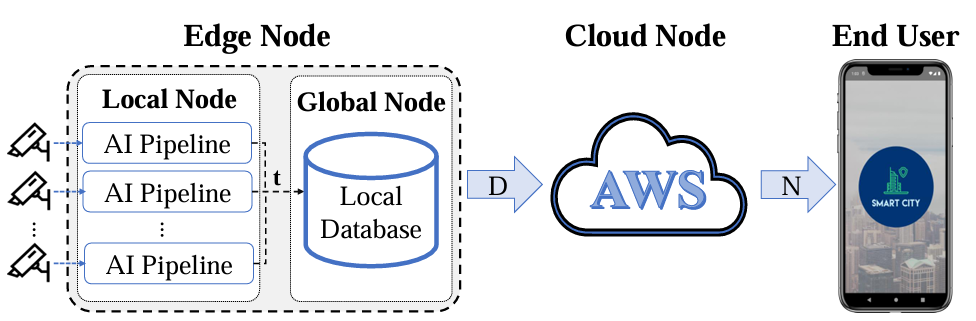 Edge Node
Cloud Node
End User
Local Node
Global Node
AI Pipeline
AI Pipeline
⋮
AI Pipeline
t
Local
Database
D
AWS
N
SMART CITY